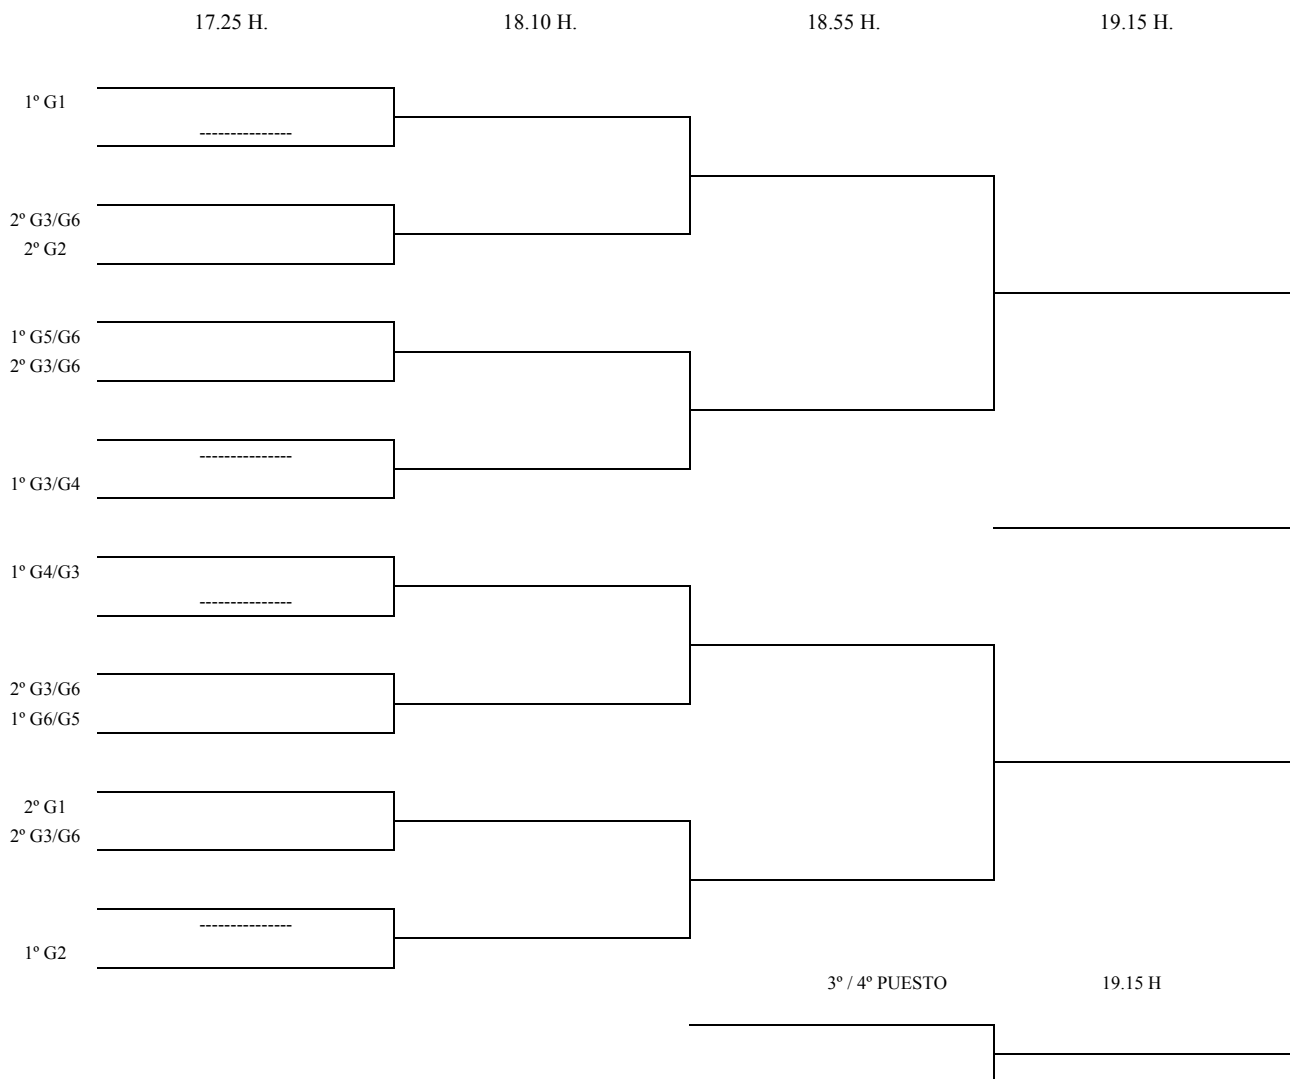 17.25 H. 18.10 H. 18.55 H. 19.15 H.
1º G1
---------------
2º G3/G6
2º G2
1º G5/G6
2º G3/G6
---------------
1º G3/G4
1º G4/G3
---------------
2º G3/G6
1º G6/G5
2º G1
2º G3/G6
---------------
1º G2
3º / 4º PUESTO 19.15 H